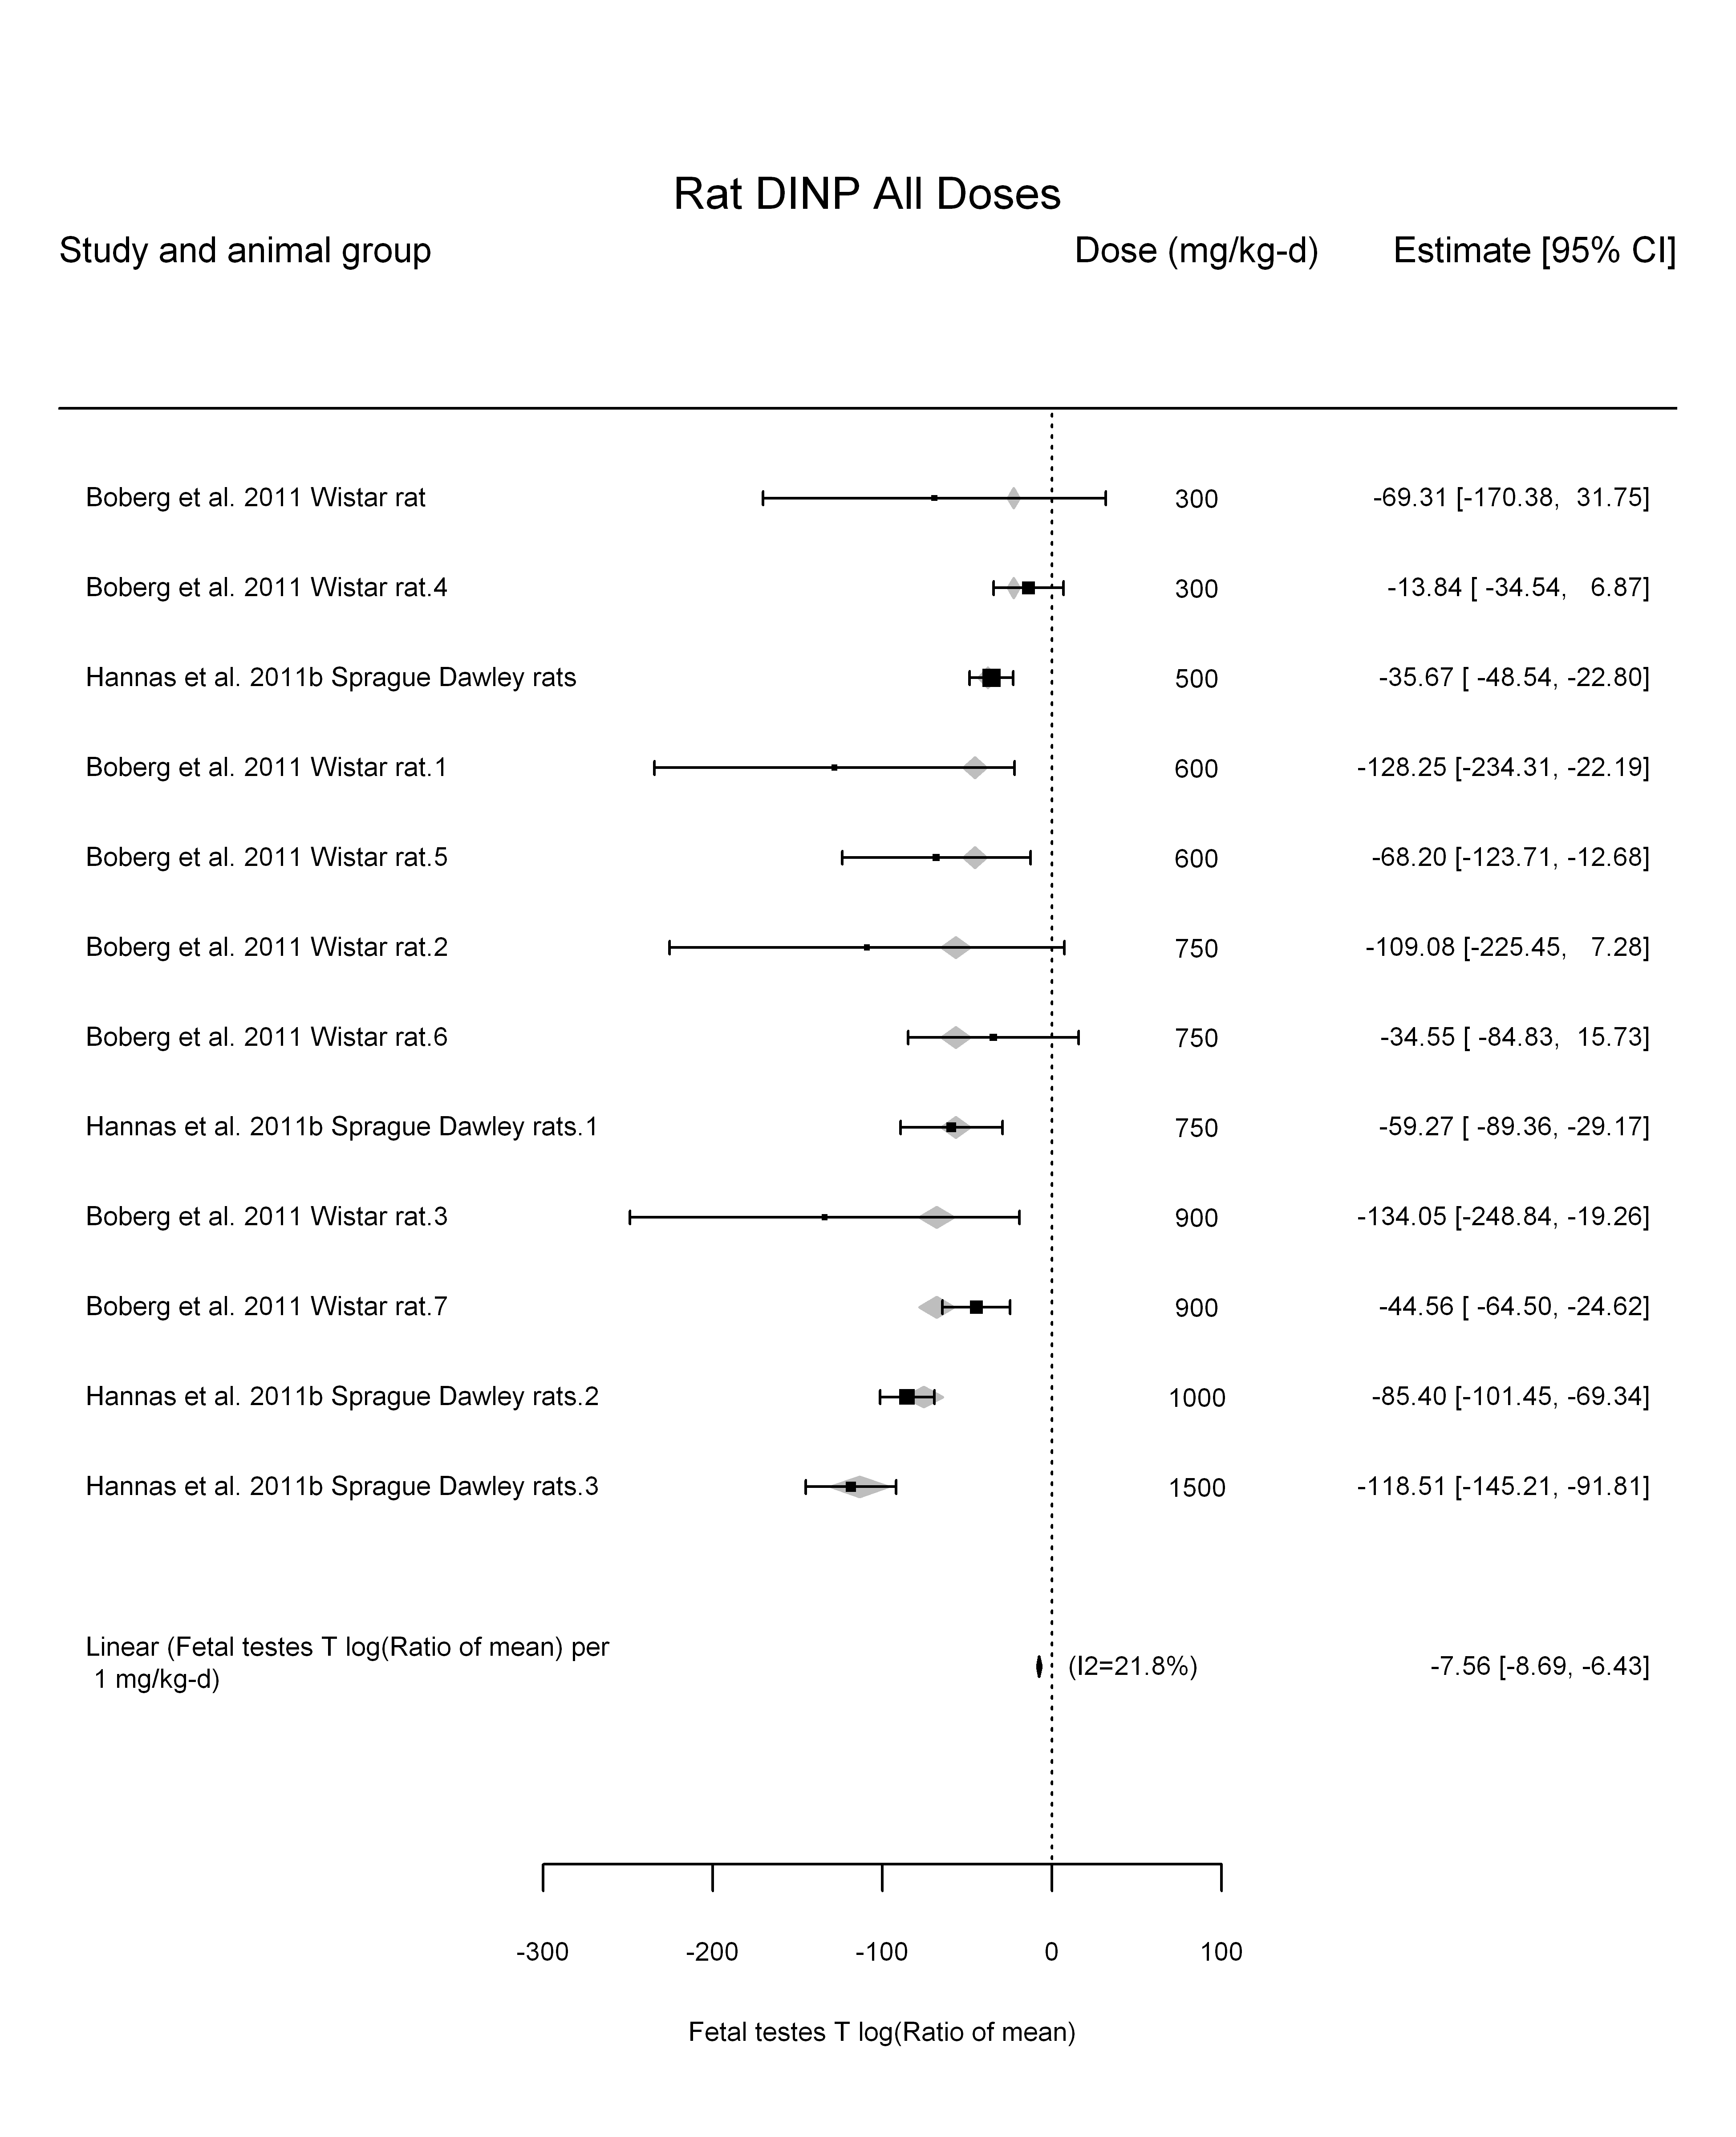 Rat DINP All Doses
Study and animal group Dose (mg/kg-d) Estimate [95% CI]
Boberg et al. 2011 Wistar rat 300 -69.31 [-170.38, 31.75]
Boberg et al. 2011 Wistar rat.4 300 -13.84 [ -34.54, 6.87]
Hannas et al. 2011b Sprague Dawley rats 500 -35.67 [ -48.54, -22.80]
Boberg et al. 2011 Wistar rat.1 600 -128.25 [-234.31, -22.19]
Boberg et al. 2011 Wistar rat.5 600 -68.20 [-123.71, -12.68]
Boberg et al. 2011 Wistar rat.2 750 -109.08 [-225.45, 7.28]
Boberg et al. 2011 Wistar rat.6 750 -34.55 [ -84.83, 15.73]
Hannas et al. 2011b Sprague Dawley rats.1 750 -59.27 [ -89.36, -29.17]
Boberg et al. 2011 Wistar rat.3 900 -134.05 [-248.84, -19.26]
Boberg et al. 2011 Wistar rat.7 900 -44.56 [ -64.50, -24.62]
Hannas et al. 2011b Sprague Dawley rats.2 1000 -85.40 [-101.45, -69.34]
Hannas et al. 2011b Sprague Dawley rats.3 1500 -118.51 [-145.21, -91.81]
Linear (Fetal testes T log(Ratio of mean) per
1 mg/kg-d) (I2=21.8%) -7.56 [-8.69, -6.43]
-300 -200 -100 0 100
Fetal testes T log(Ratio of mean)